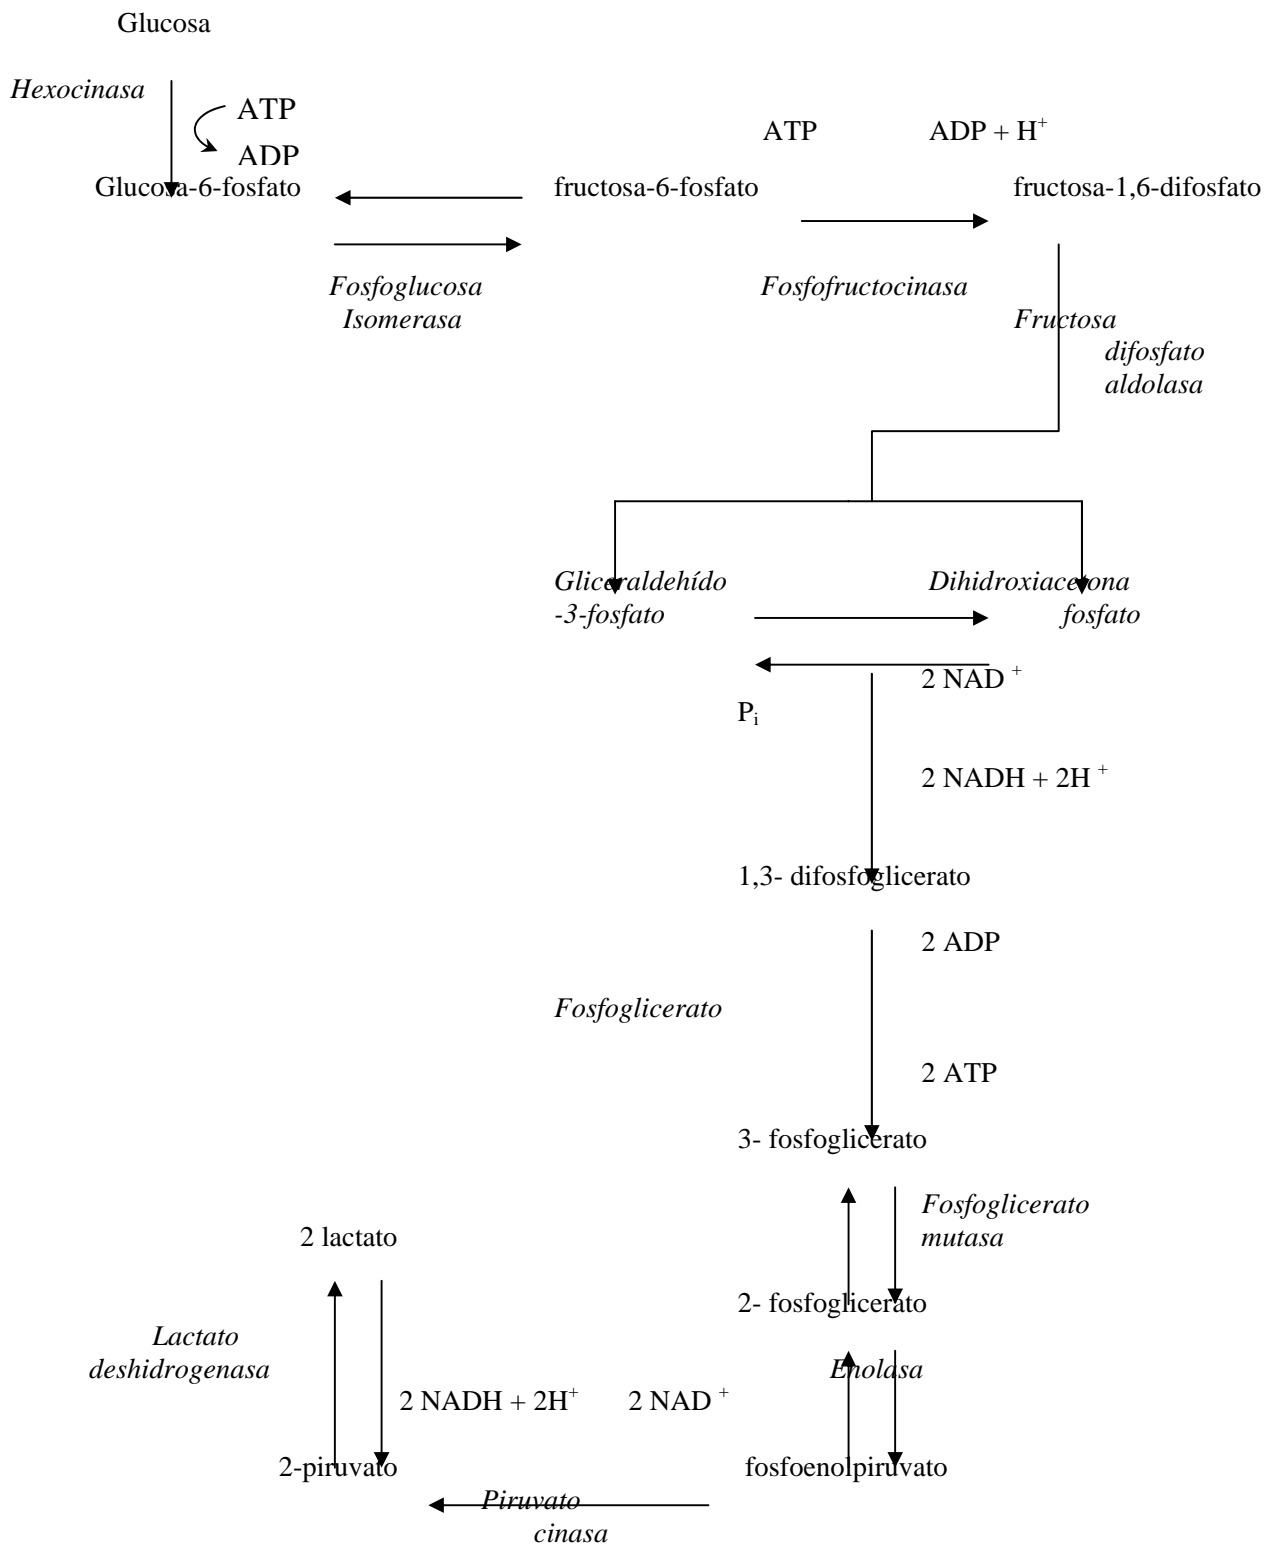 Glucosa
Hexocinasa
ATP
ADP
ATP
ADP + H⁺
Glucosa-6-fosfato
fructosa-6-fosfato
fructosa-1,6-difosfato
Fosfoglucosa
Isomerasa
Fosfofructocinasa
Fructosa
difosfato
aldolasa
Gliceraldehído
-3-fosfato
Dihidroxiacetona
fosfato
2 NAD ⁺
Pᵢ
2 NADH + 2H ⁺
1,3- difosfoglicerato
2 ADP
Fosfoglicerato
2 ATP
3- fosfoglicerato
Fosfoglicerato
mutasa
2 lactato
2- fosfoglicerato
Lactato
deshidrogenasa
Enolasa
2 NADH + 2H⁺
2 NAD ⁺
2-piruvato
fosfoenolpiruvato
Piruvato
cinasa